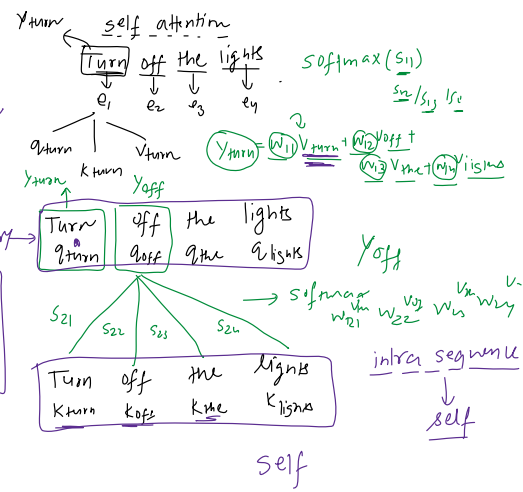 self attention
Yturn
Turn off the lights
e1 e2 e3 e4
softmax (S11)
S12/S13 /S
qturn kturn Vturn
Yturn = W11 Vturn + W12 Voff +
W13 Vthe + W14 Vlights
Yturn Yoff
Turn off the lights
qturn qoff qthe qlights
Yoff
S21 S22 S23 S24
softmax
W21 W22 W23 W24
Turn off the lights
kturn koff kthe klights
intra sequence
self
self